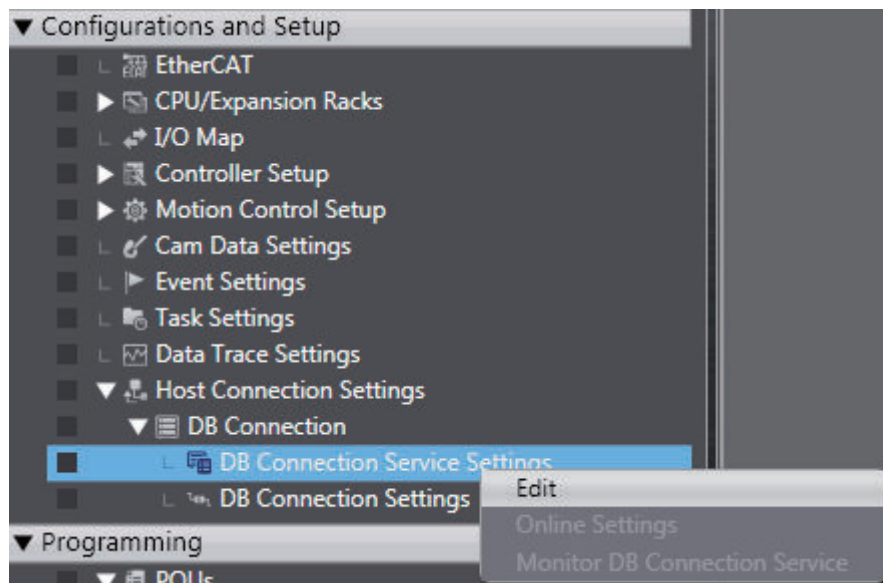 Configurations and Setup
EtherCAT
CPU/Expansion Racks
I/O Map
Controller Setup
Motion Control Setup
Cam Data Settings
Event Settings
Task Settings
Data Trace Settings
Host Connection Settings
DB Connection
DB Connection Service Settings
Edit
DB Connection Settings
Online Settings
Programming
Monitor DB Connection Service
POUs